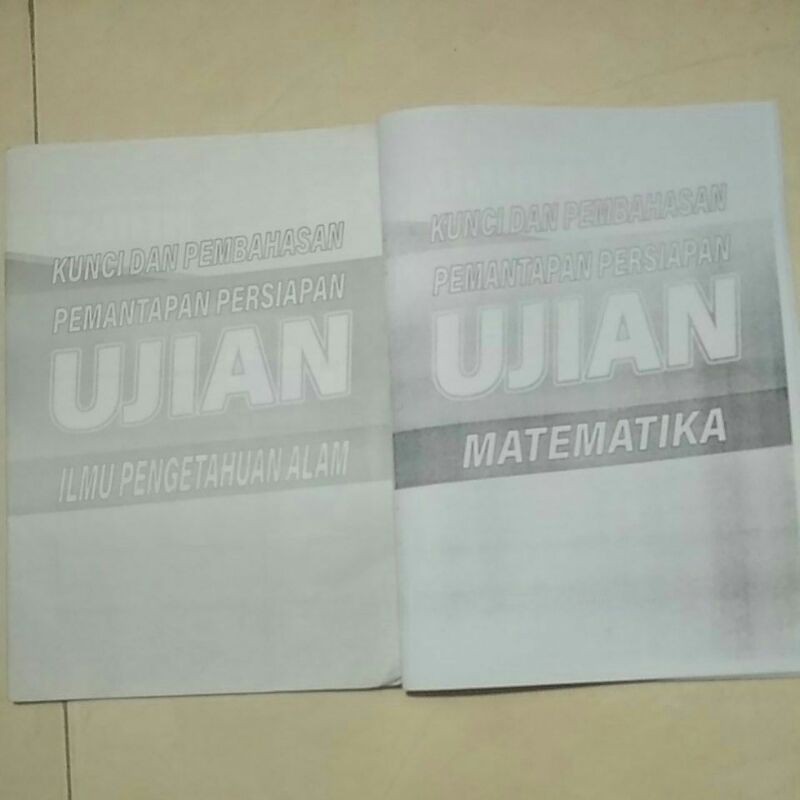 KUNCI DAN PEMBAHASAN
PEMANTAPAN PERSIAPAN
UJIAN
ILMU PENGETAHUAN ALAM
KUNCI DAN PEMBAHASAN
PEMANTAPAN PERSIAPAN
UJIAN
MATEMATIKA